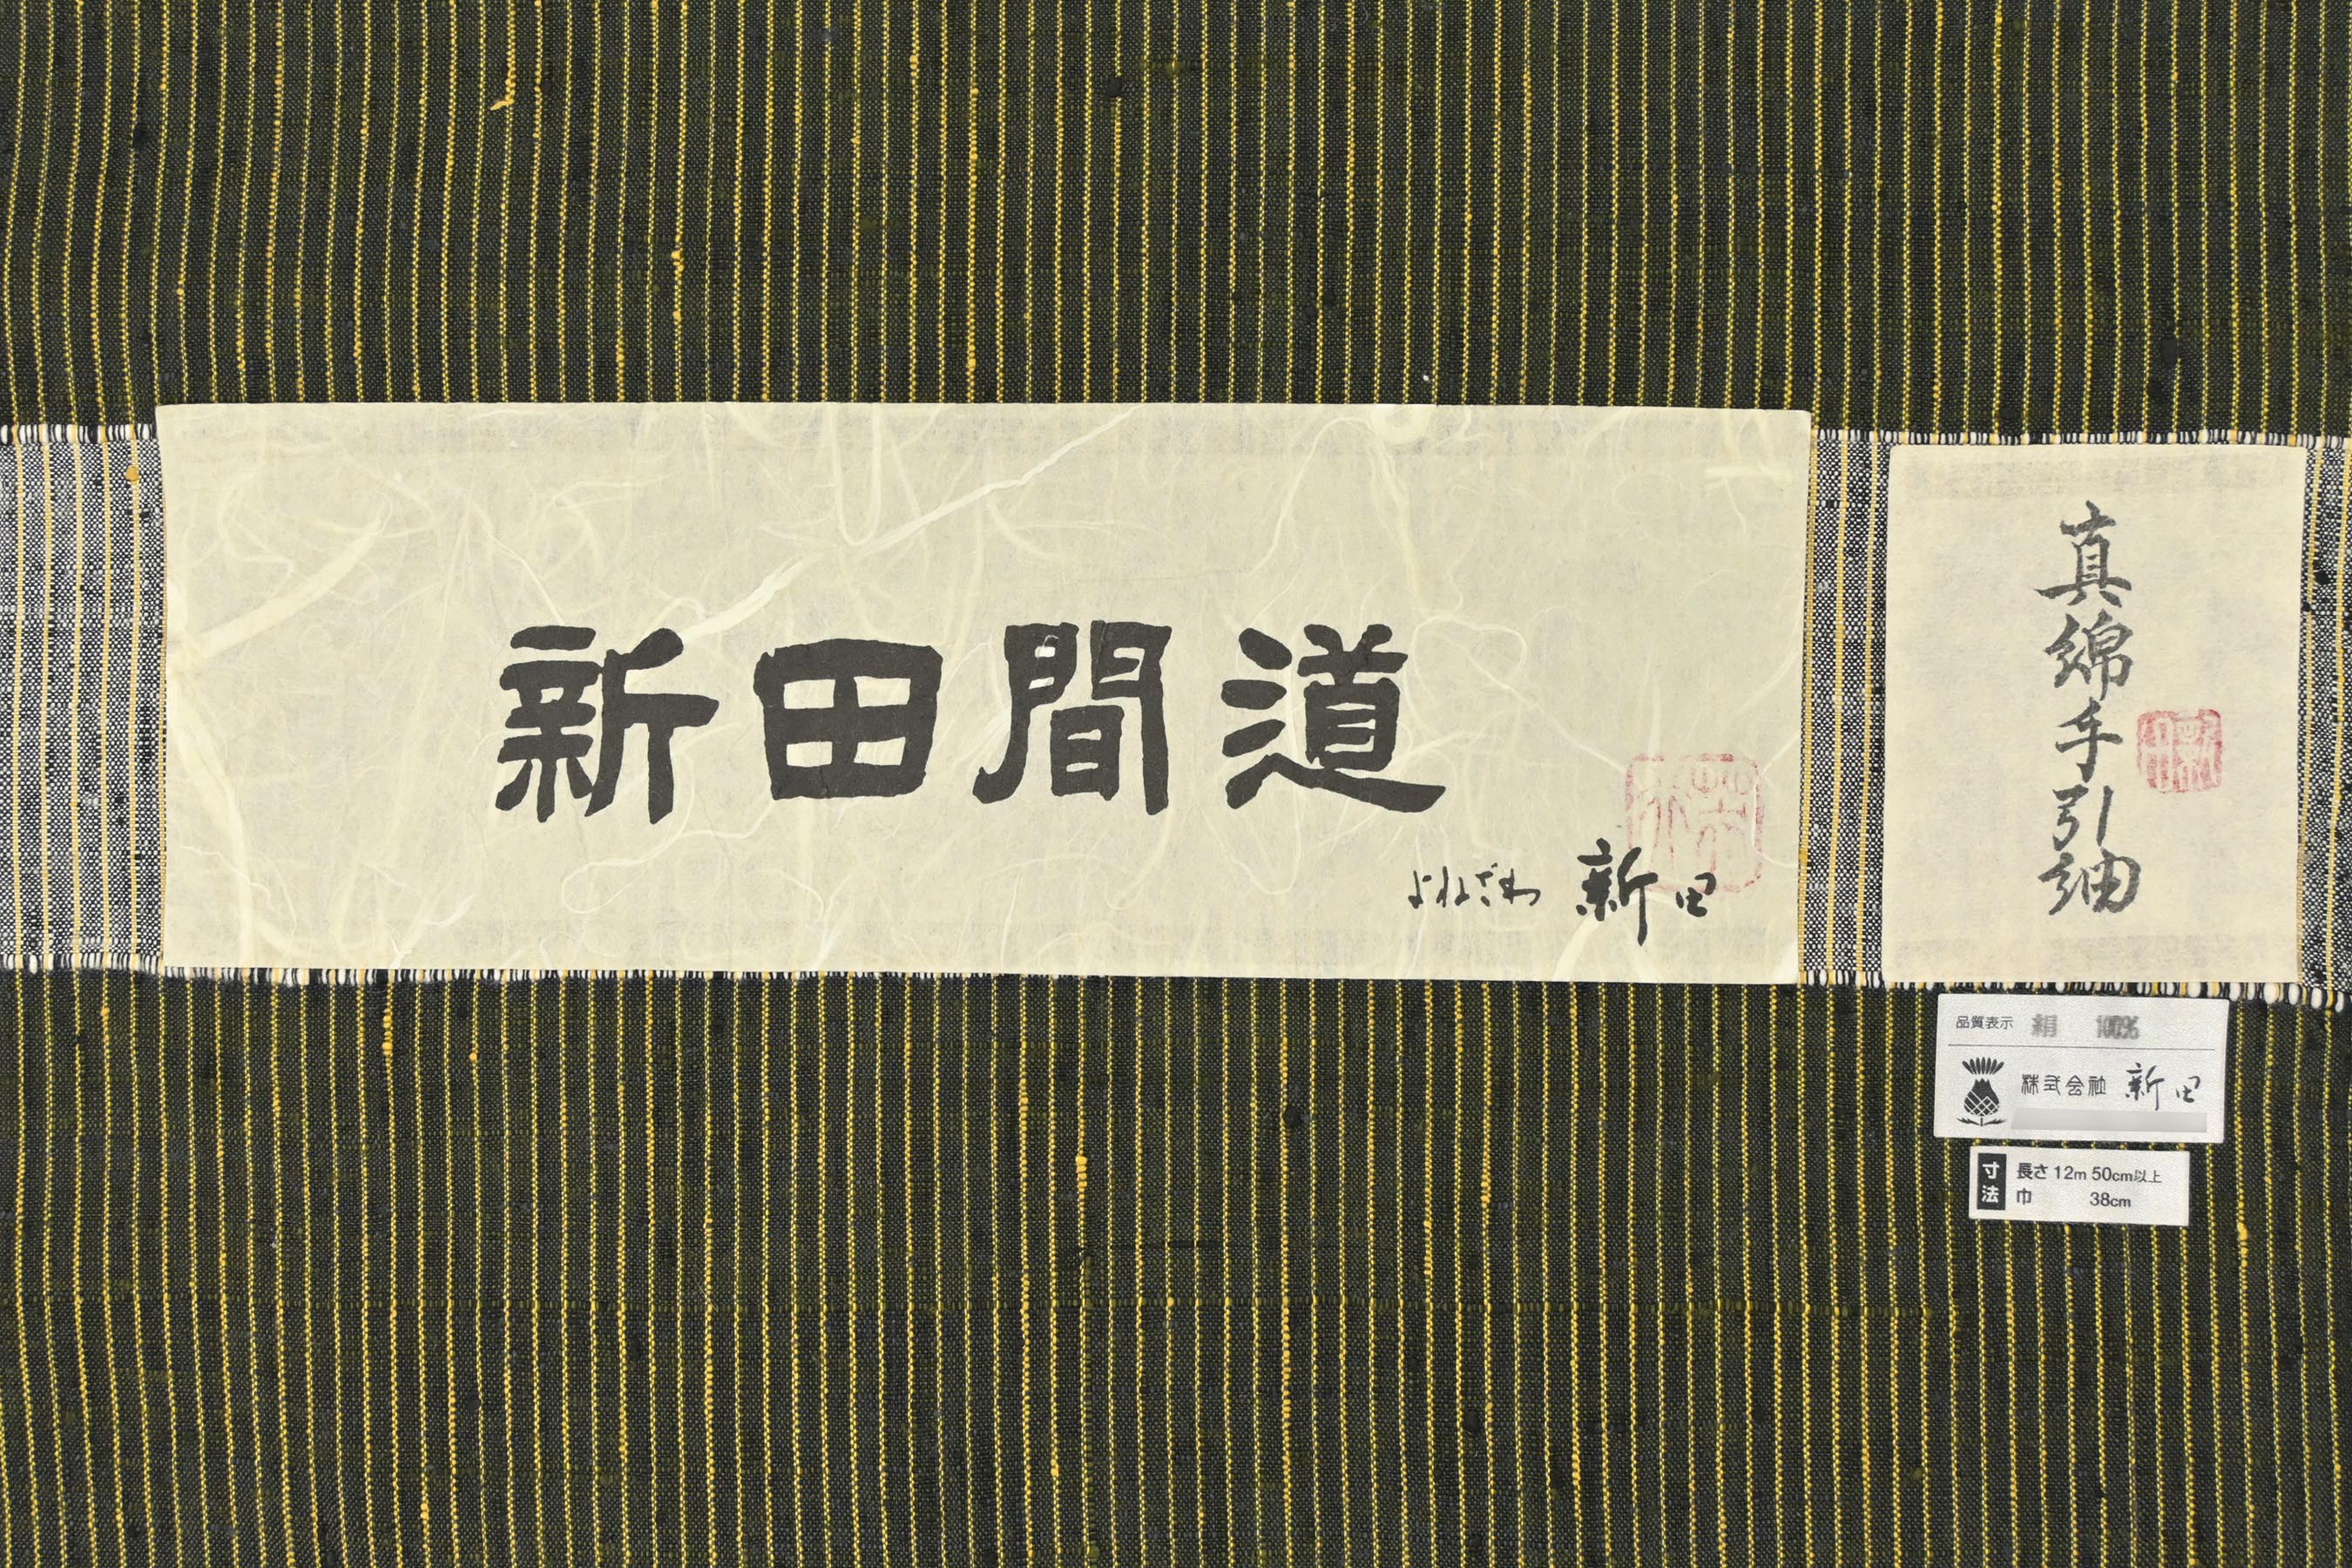 新田間道
よねざわ 新田
真綿手引紬
品質表示 絹 100%
株式会社 新田
寸法
長さ 12m 50cm以上
巾 38cm